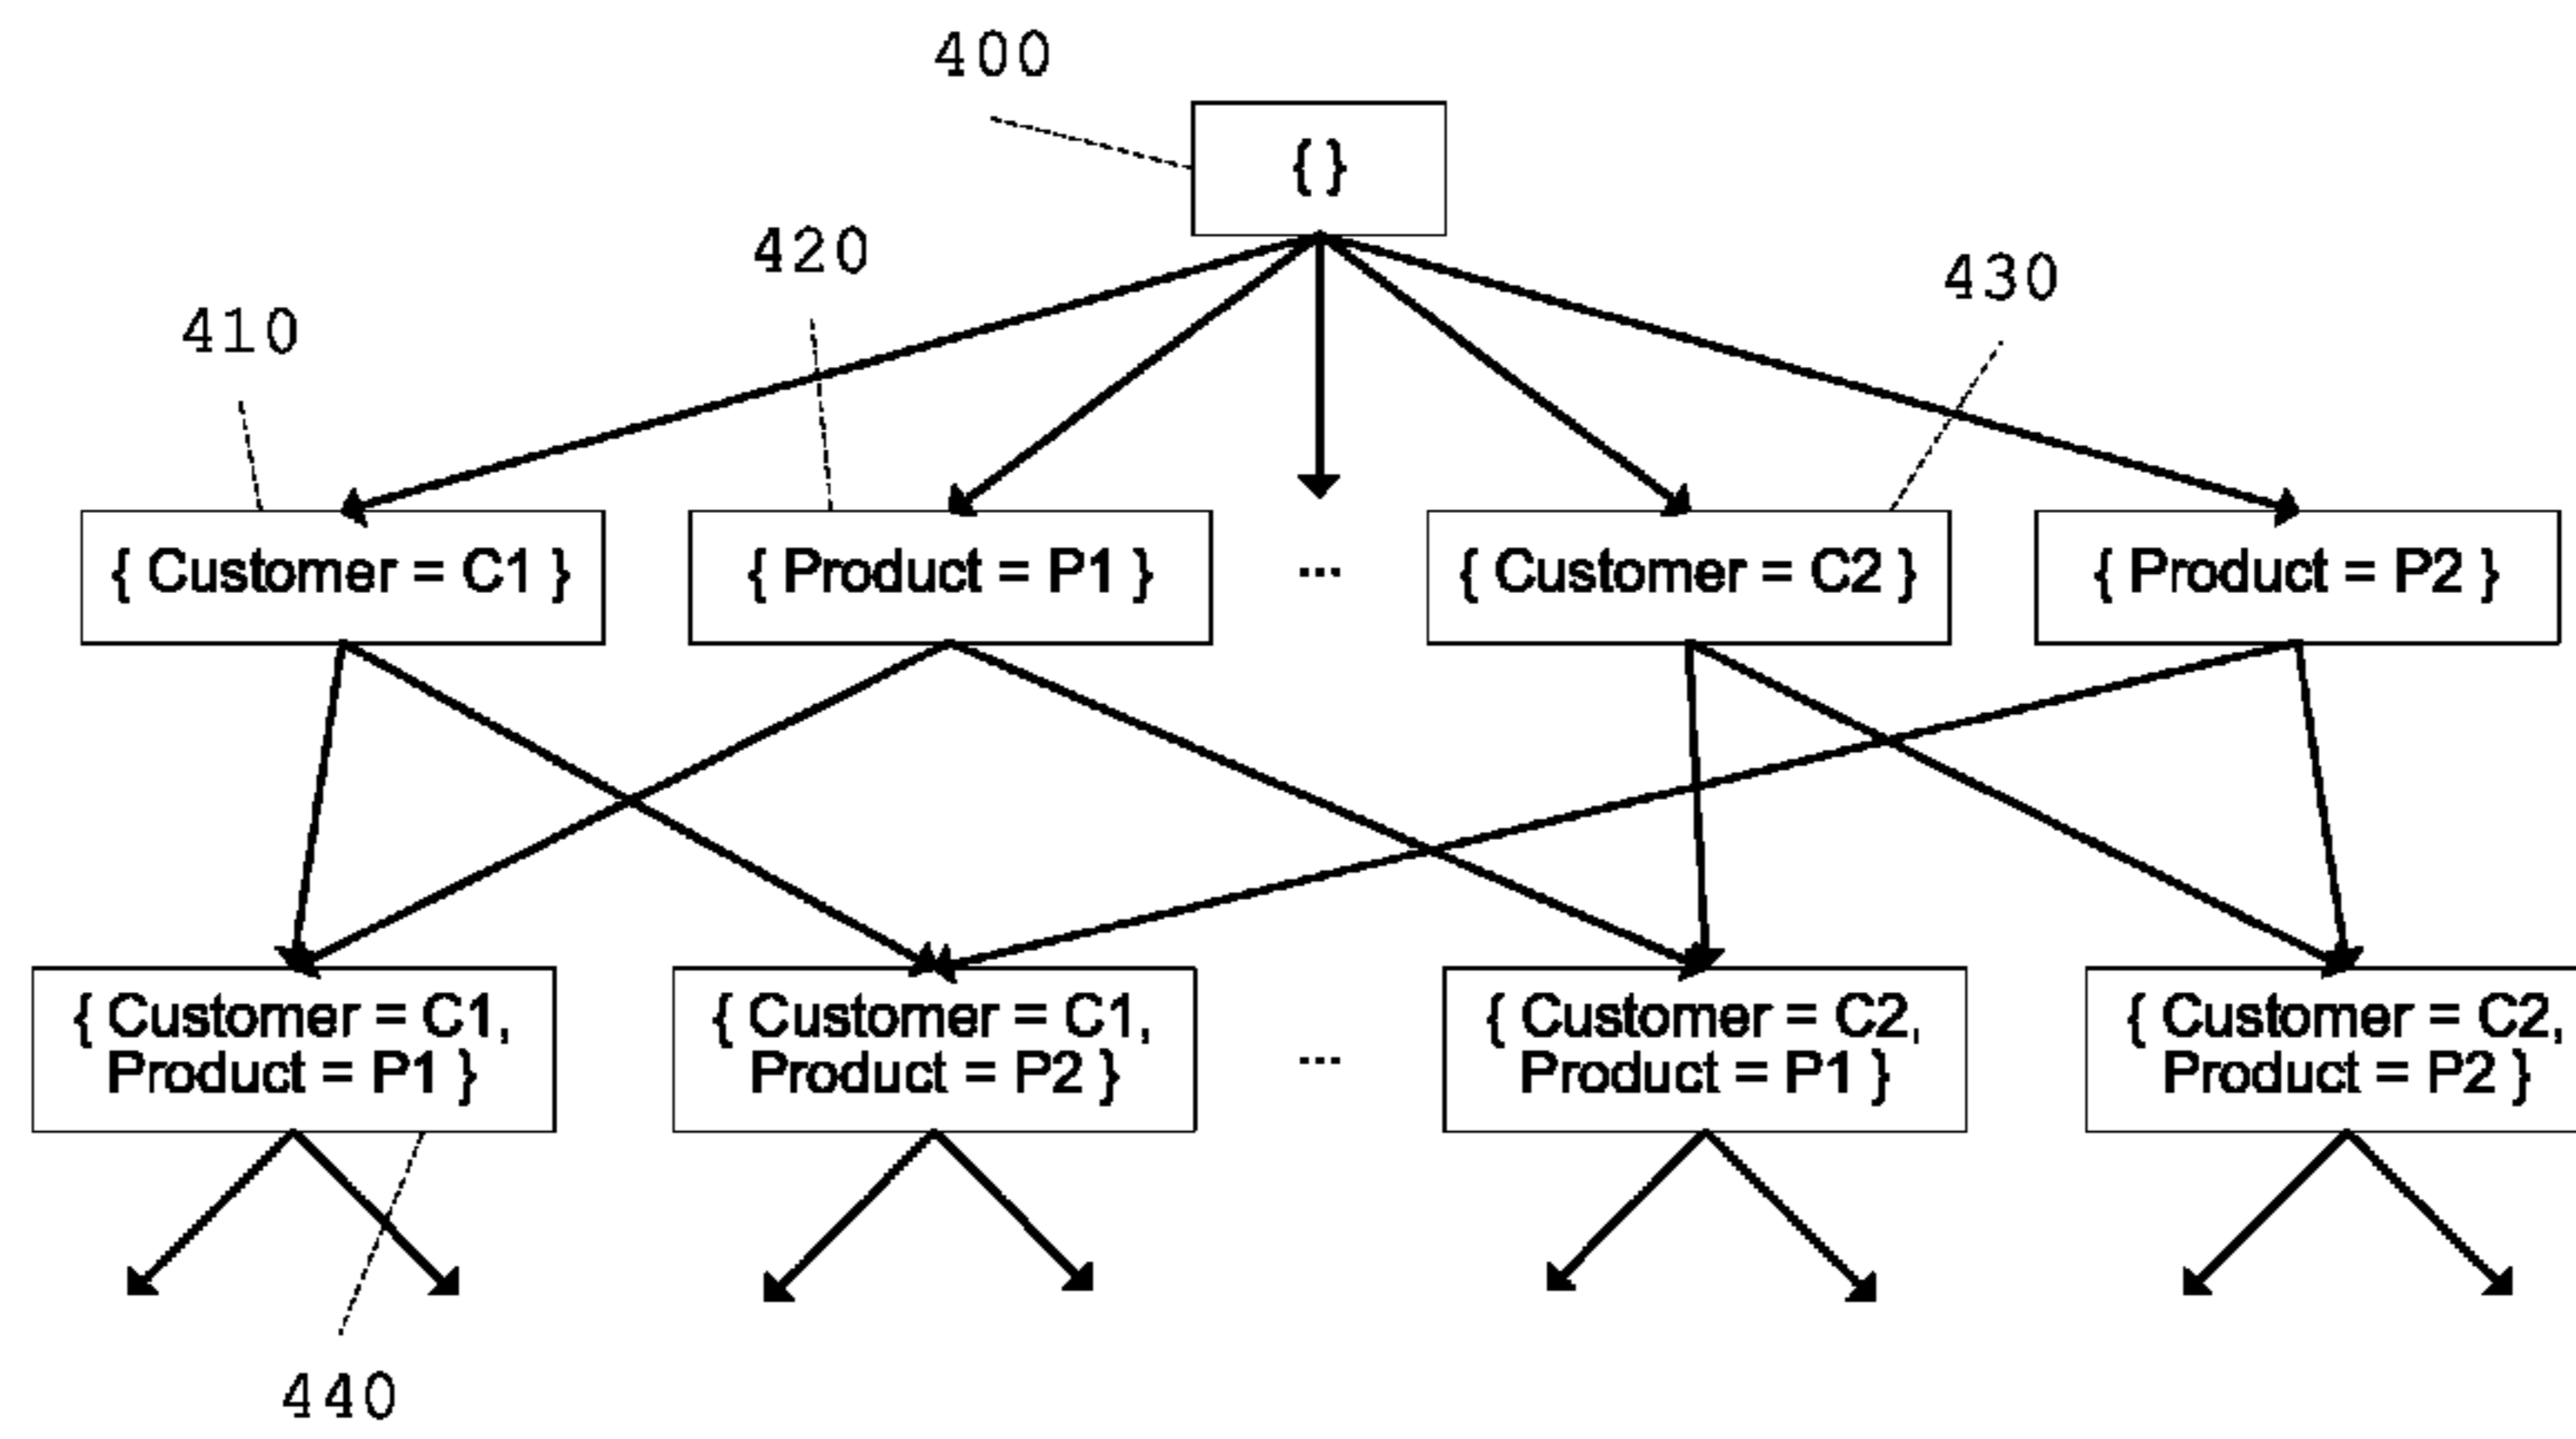 400
{ }
420
430
410
{ Customer = C1 }
{ Product = P1 }
...
{ Customer = C2 }
{ Product = P2 }
{ Customer = C1,
Product = P1 }
{ Customer = C1,
Product = P2 }
...
{ Customer = C2,
Product = P1 }
{ Customer = C2,
Product = P2 }
440